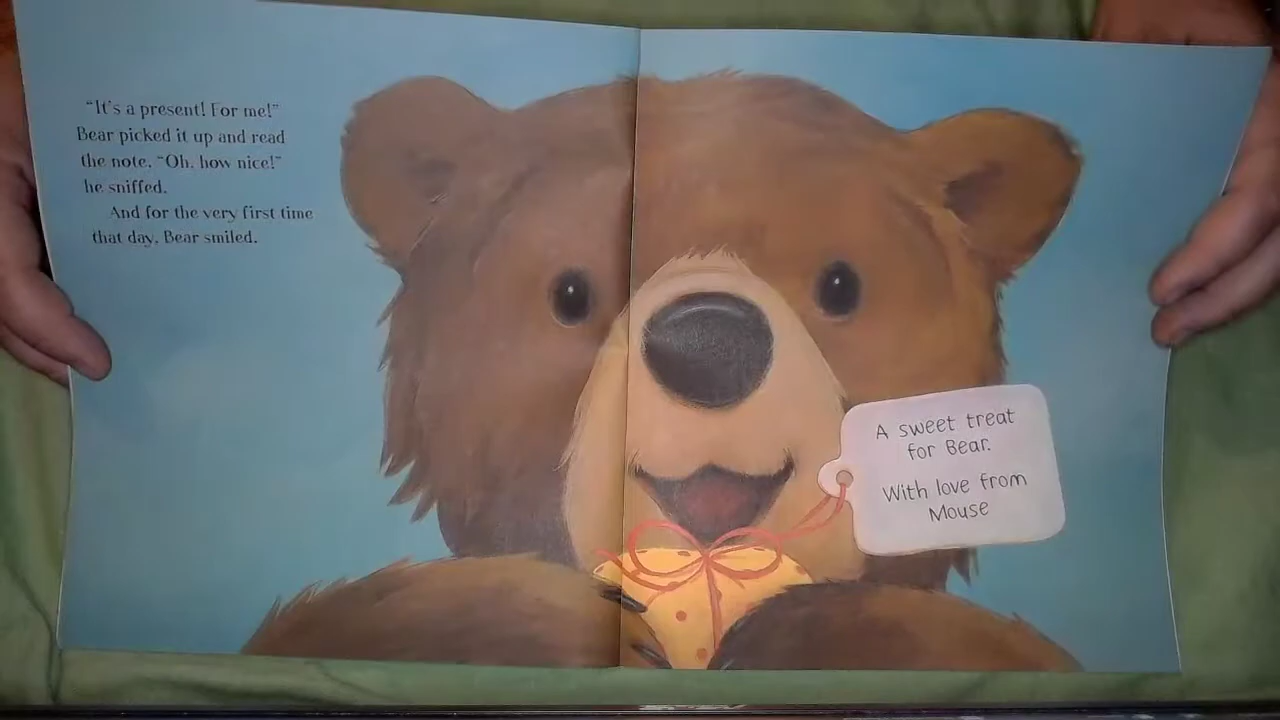 “It’s a present! For me!”
Bear picked it up and read
the note. “Oh, how nice!”
he sniffed.
And for the very first time
that day, Bear smiled.
A sweet treat
for Bear.
With love from
Mouse